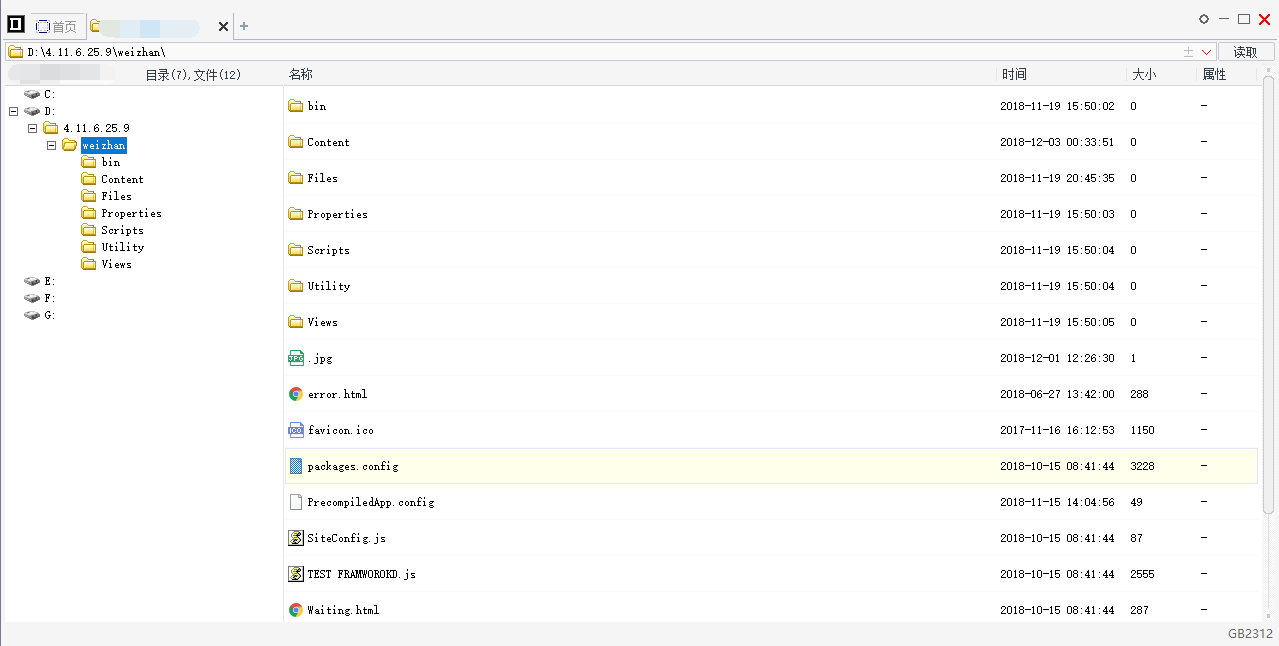 首页
D:\4.11.6.25.9\weizhan\
读取
目录(7),文件(12) 名称 时间 大小 属性
C:
D:
4.11.6.25.9
weizhan
bin
Content
Files
Properties
Scripts
Utility
Views
E:
F:
G:
bin 2018-11-19 15:50:02 0 -
Content 2018-12-03 00:33:51 0 -
Files 2018-11-19 20:45:35 0 -
Properties 2018-11-19 15:50:03 0 -
Scripts 2018-11-19 15:50:04 0 -
Utility 2018-11-19 15:50:04 0 -
Views 2018-11-19 15:50:05 0 -
.jpg 2018-12-01 12:26:30 1 -
error.html 2018-06-27 13:42:00 288 -
favicon.ico 2017-11-16 16:12:53 1150 -
packages.config 2018-10-15 08:41:44 3228 -
PrecompiledApp.config 2018-11-15 14:04:56 49 -
SiteConfig.js 2018-10-15 08:41:44 87 -
TEST FRAMWOROKD.js 2018-10-15 08:41:44 2555 -
Waiting.html 2018-10-15 08:41:44 287 -
GB2312